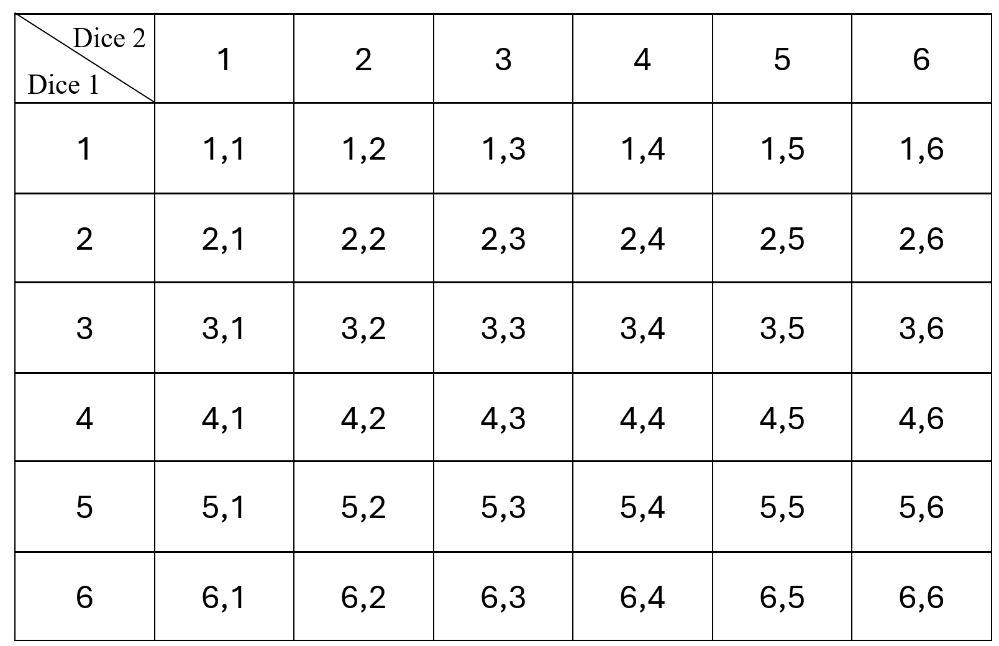 Dice 2
Dice 1
1 2 3 4 5 6
1 1,1 1,2 1,3 1,4 1,5 1,6
2 2,1 2,2 2,3 2,4 2,5 2,6
3 3,1 3,2 3,3 3,4 3,5 3,6
4 4,1 4,2 4,3 4,4 4,5 4,6
5 5,1 5,2 5,3 5,4 5,5 5,6
6 6,1 6,2 6,3 6,4 6,5 6,6